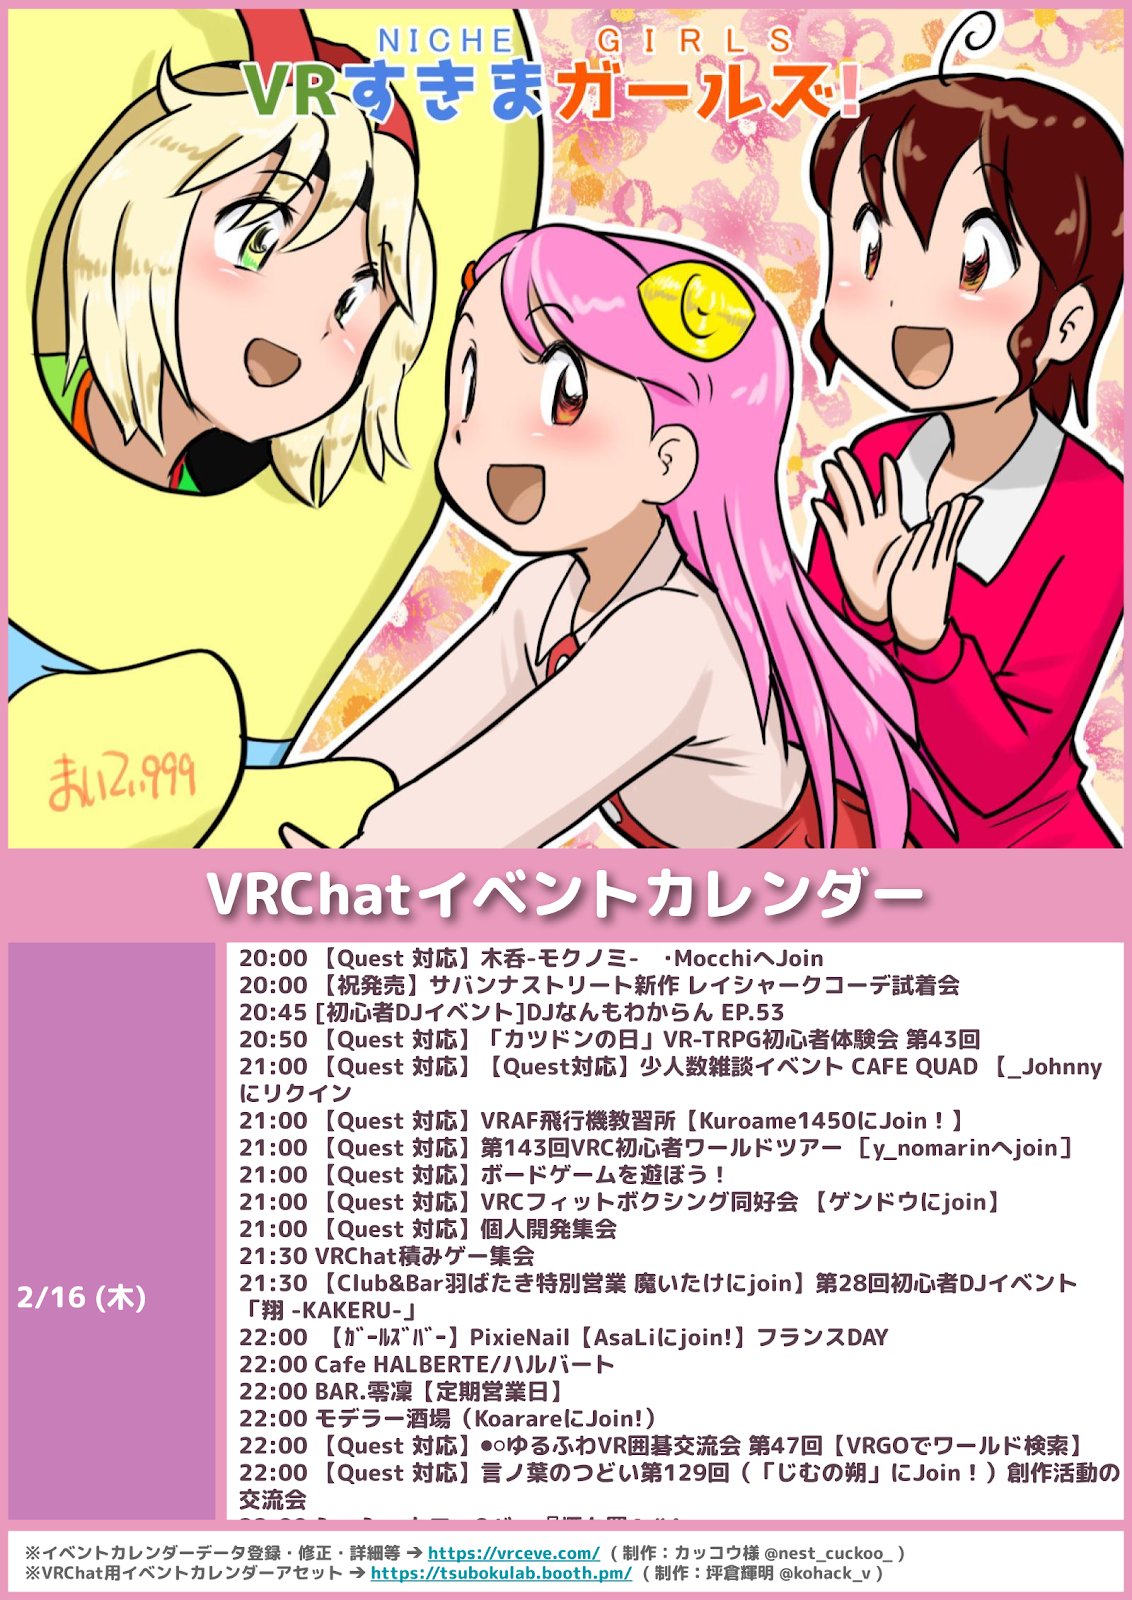 NICHE GIRLS
VRすきまガールズ!
まいてぃ999
VRChatイベントカレンダー
2/16 (木)
20:00 【Quest 対応】木呑-モクノミ-　･MocchiへJoin
20:00 【祝発売】サバンナストリート新作 レイシャークコーデ試着会
20:45 [初心者DJイベント]DJなんもわからん EP.53
20:50 【Quest 対応】「カツドンの日」VR-TRPG初心者体験会 第43回
21:00 【Quest 対応】【Quest対応】少人数雑談イベント CAFE QUAD 【_Johnny
にリクイン
21:00 【Quest 対応】VRAF飛行機教習所【Kuroame1450にJoin！】
21:00 【Quest 対応】第143回VRC初心者ワールドツアー ［y_nomarinへjoin］
21:00 【Quest 対応】ボードゲームを遊ぼう！
21:00 【Quest 対応】VRCフィットボクシング同好会 【ゲンドウにjoin】
21:00 【Quest 対応】個人開発集会
21:30 VRChat積みゲー集会
21:30 【Club&Bar羽ばたき特別営業 魔いたけにjoin】第28回初心者DJイベント
「翔 -KAKERU-」
22:00 【ｶﾞｰﾙｽﾞﾊﾞｰ】PixieNail【AsaLiにjoin!】フランスDAY
22:00 Cafe HALBERTE/ハルバート
22:00 BAR.零凜【定期営業日】
22:00 モデラー酒場（KoarareにJoin!）
22:00 【Quest 対応】●○ゆるふわVR囲碁交流会 第47回【VRGOでワールド検索】
22:00 【Quest 対応】言ノ葉のつどい第129回（「じむの朔」にJoin！）創作活動の
交流会
※イベントカレンダーデータ登録・修正・詳細等 ➔ https://vrceve.com/ （制作：カッコウ様 @nest_cuckoo_ ）
※VRChat用イベントカレンダーアセット ➔ https://tsubokulab.booth.pm/ （制作：坪倉輝明 @kohack_v ）